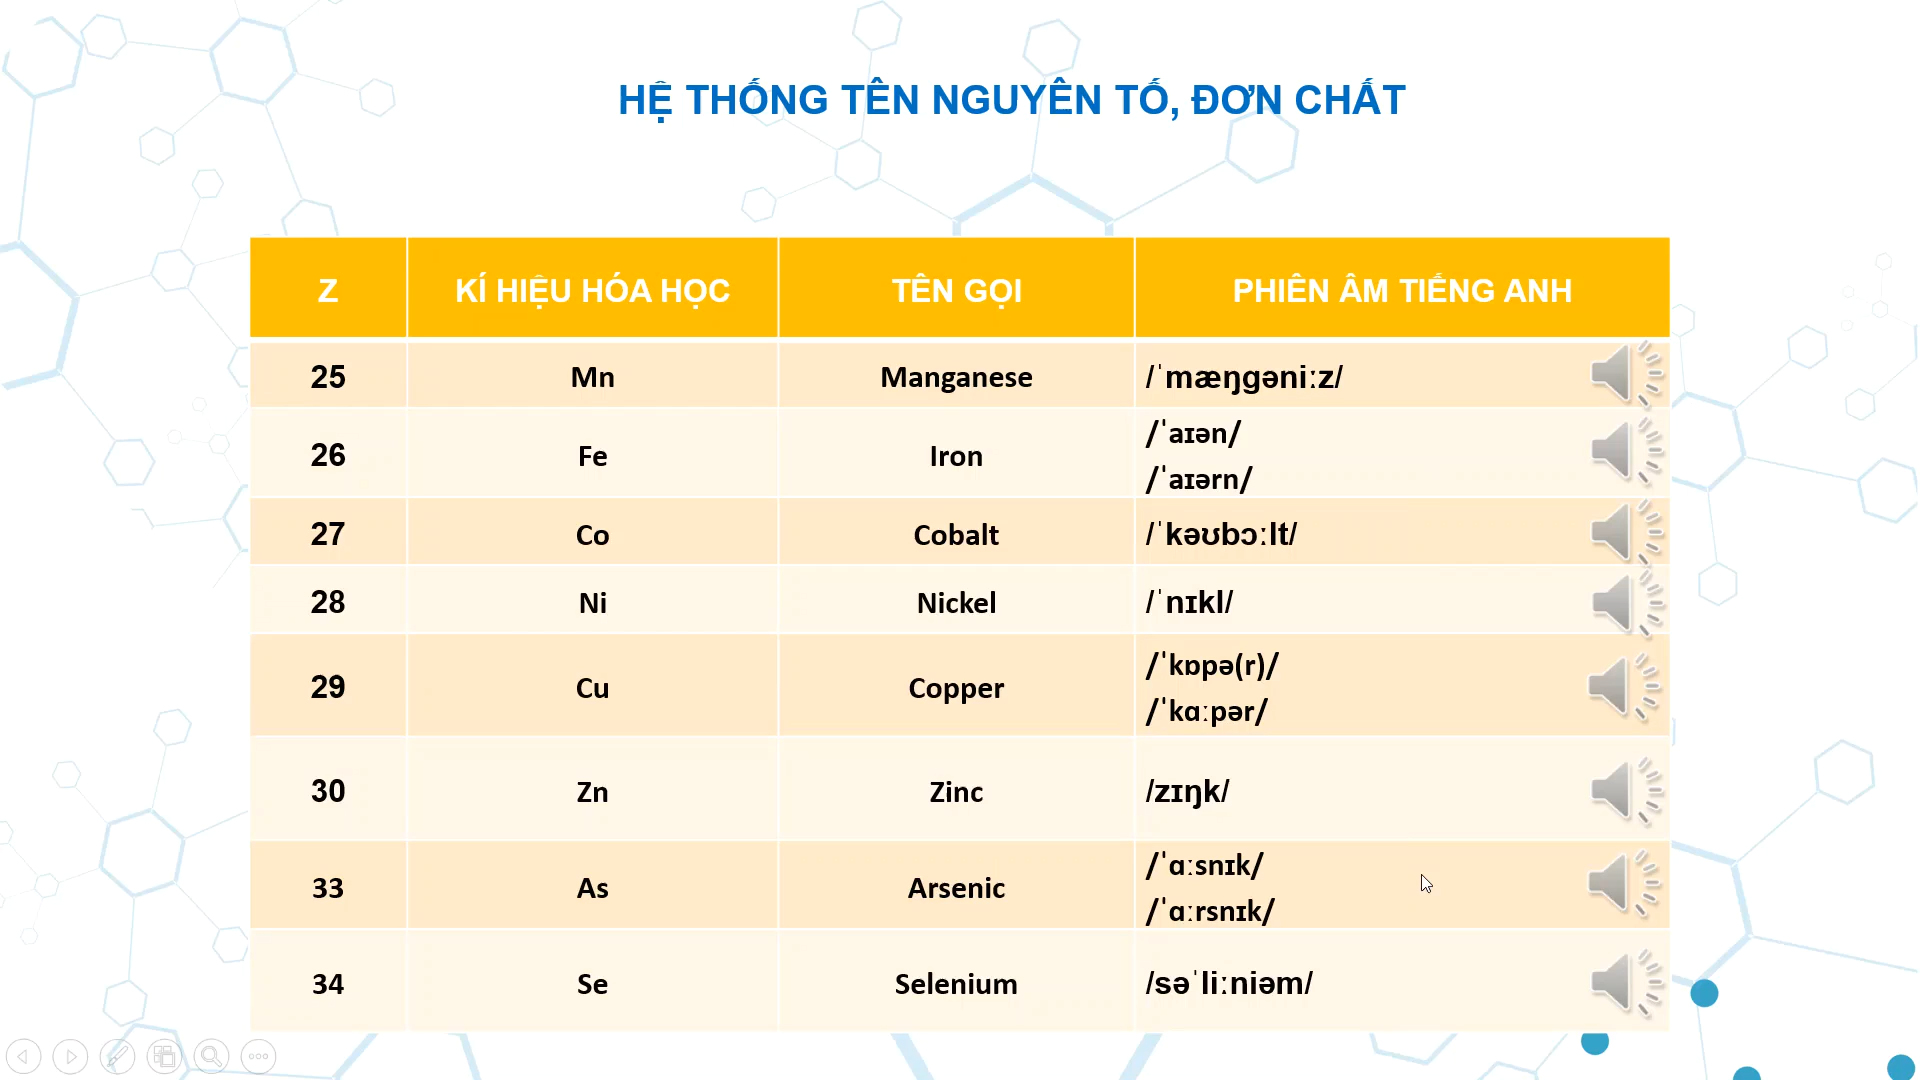 HỆ THỐNG TÊN NGUYÊN TỐ, ĐƠN CHẤT
Z KÍ HIỆU HÓA HỌC TÊN GỌI PHIÊN ÂM TIẾNG ANH
25 Mn Manganese /ˈmæŋɡəniːz/
26 Fe Iron /ˈaɪən/
/ˈaɪərn/
27 Co Cobalt /ˈkəʊbɔːlt/
28 Ni Nickel /ˈnɪkl/
29 Cu Copper /ˈkɒpə(r)/
/ˈkɑːpər/
30 Zn Zinc /zɪŋk/
33 As Arsenic /ˈɑːsnɪk/
/ˈɑːrsnɪk/
34 Se Selenium /səˈliːniəm/